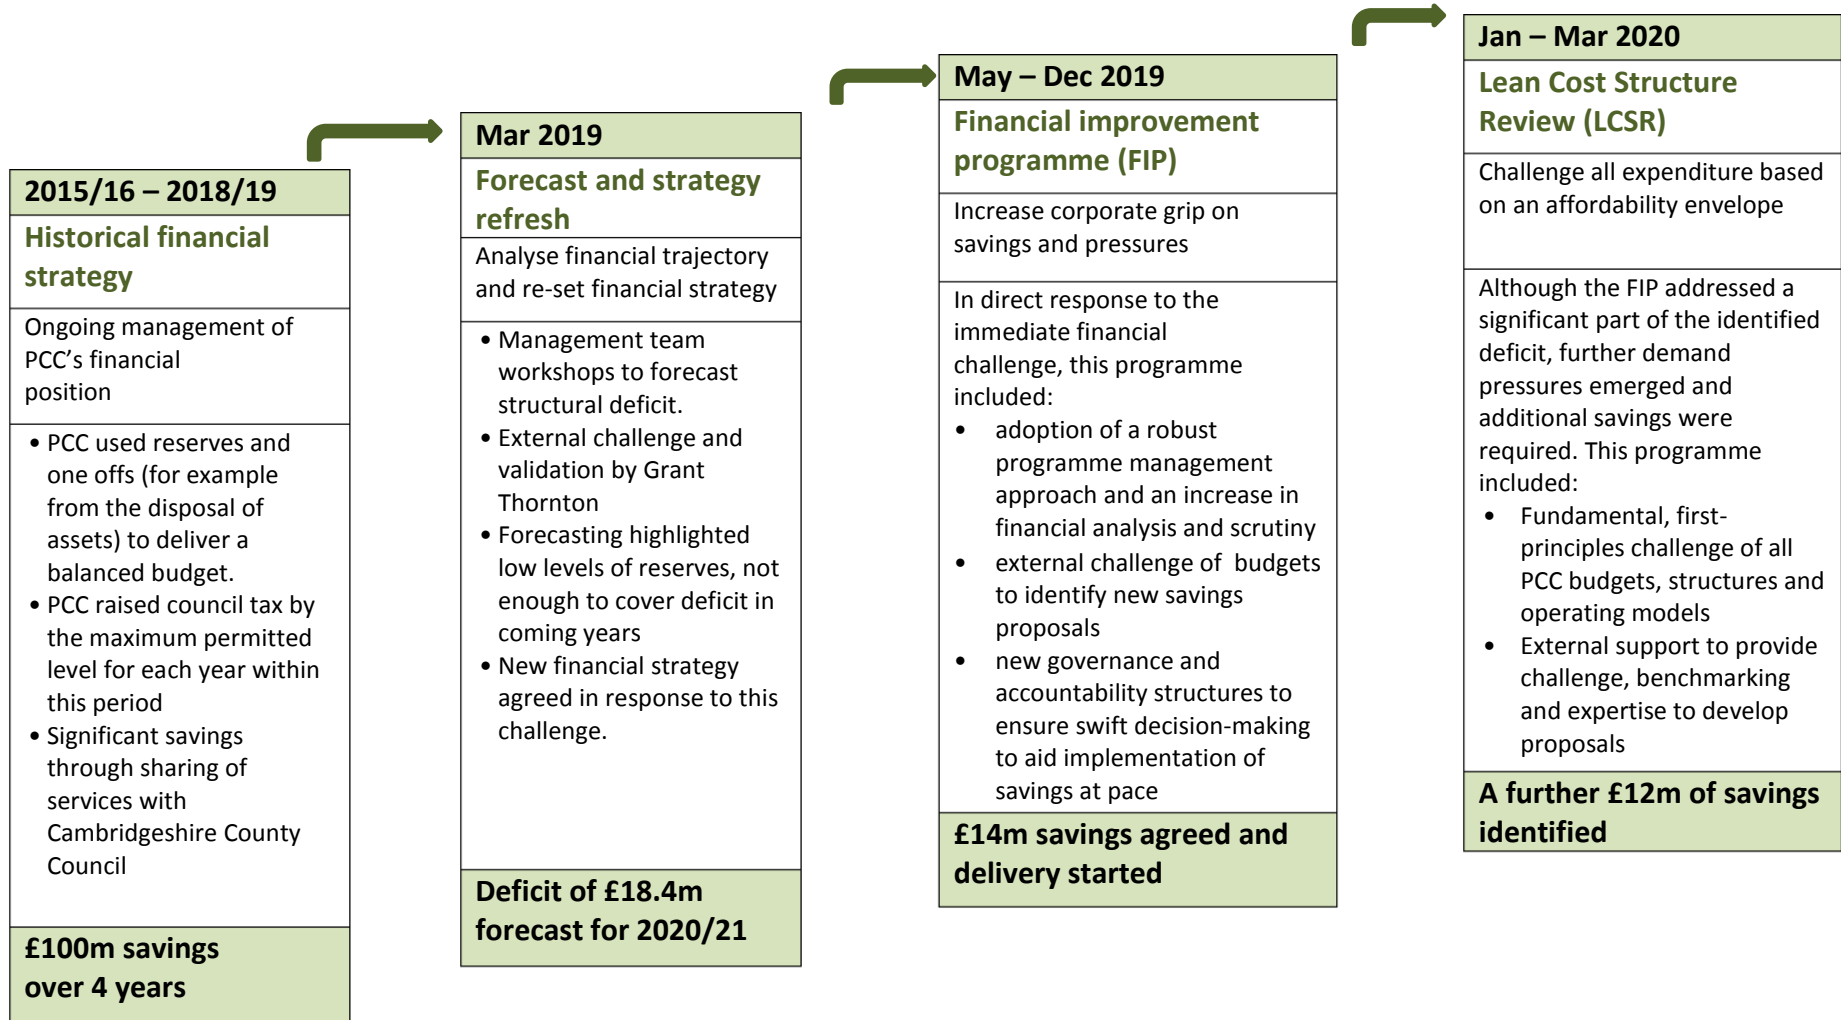 2015/16 – 2018/19
Historical financial
strategy
Ongoing management of
PCC's financial
position
• PCC used reserves and
one offs (for example
from the disposal of
assets) to deliver a
balanced budget.
• PCC raised council tax by
the maximum permitted
level for each year within
this period
• Significant savings
through sharing of
services with
Cambridgeshire County
Council
£100m savings
over 4 years
Mar 2019
Forecast and strategy
refresh
Analyse financial trajectory
and re-set financial strategy
• Management team
workshops to forecast
structural deficit.
• External challenge and
validation by Grant
Thornton
• Forecasting highlighted
low levels of reserves, not
enough to cover deficit in
coming years
• New financial strategy
agreed in response to this
challenge.
Deficit of £18.4m
forecast for 2020/21
May – Dec 2019
Financial improvement
programme (FIP)
Increase corporate grip on
savings and pressures
In direct response to the
immediate financial
challenge, this programme
included:
• adoption of a robust
programme management
approach and an increase in
financial analysis and scrutiny
• external challenge of budgets
to identify new savings
proposals
• new governance and
accountability structures to
ensure swift decision-making
to aid implementation of
savings at pace
£14m savings agreed and
delivery started
Jan – Mar 2020
Lean Cost Structure
Review (LCSR)
Challenge all expenditure based
on an affordability envelope
Although the FIP addressed a
significant part of the identified
deficit, further demand
pressures emerged and
additional savings were
required. This programme
included:
• Fundamental, first-
principles challenge of all
PCC budgets, structures and
operating models
• External support to provide
challenge, benchmarking
and expertise to develop
proposals
A further £12m of savings
identified